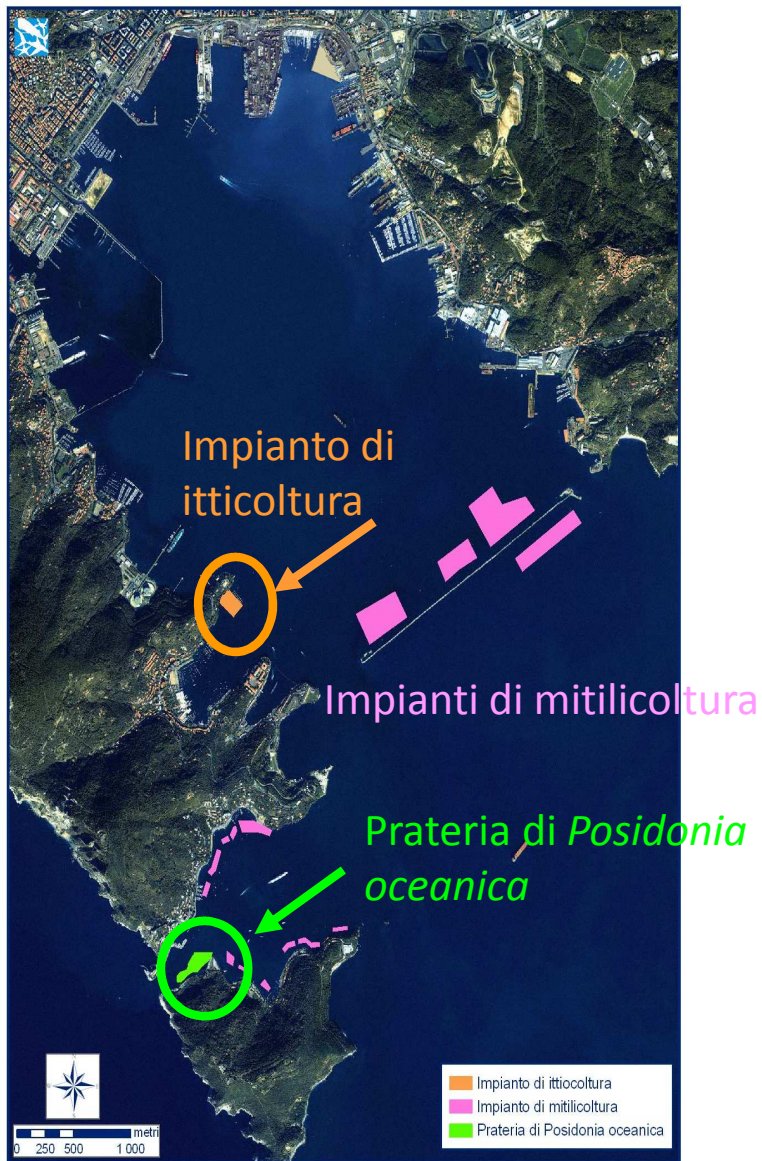 Impianto di
itticoltura
Impianti di mitilicoltura
Prateria di Posidonia
oceanica
metri
0 250 500 1 000
Impianto di ittiocoltura
Impianto di mitilicoltura
Prateria di Posidonia oceanica